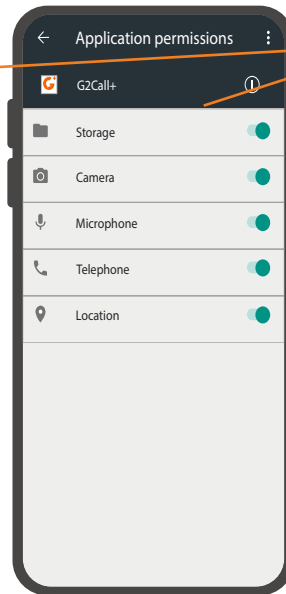 Application permissions
G G2Call+
Storage
Camera
Microphone
Telephone
Location